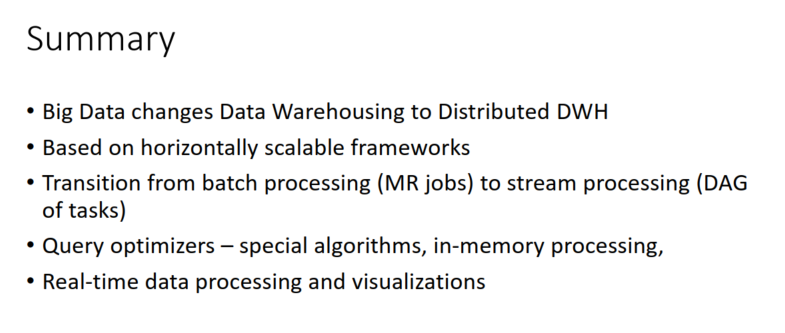 Summary
• Big Data changes Data Warehousing to Distributed DWH
• Based on horizontally scalable frameworks
• Transition from batch processing (MR jobs) to stream processing (DAG
of tasks)
• Query optimizers – special algorithms, in-memory processing,
• Real-time data processing and visualizations